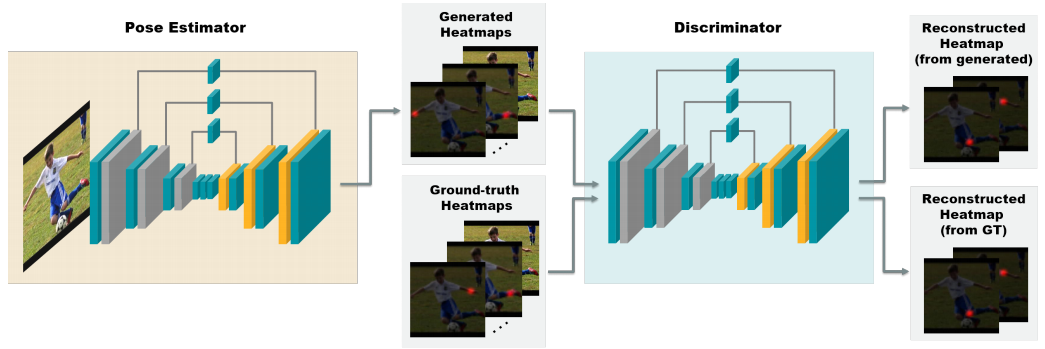 Pose Estimator
Generated
Heatmaps
Ground-truth
Heatmaps
Discriminator
Reconstructed
Heatmap
(from generated)
Reconstructed
Heatmap
(from GT)